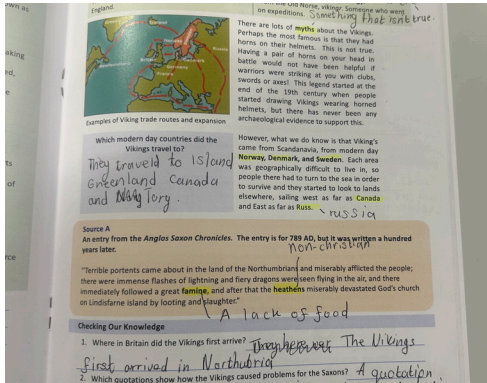 England.
on expeditions. Something that isnt true.
There are lots of myths about the Vikings.
Perhaps the most famous is that they had
horns on their helmets. This is not true.
Having a pair of horns on your head in
battle would not have been helpful if
warriors were striking at you with clubs,
swords or axes! This legend started at the
end of the 19th century when people
started drawing Vikings wearing horned
helmets, but there has never been any
archaeological evidence to support this.
Examples of Viking trade routes and expansion
Which modern day countries did the
Vikings travel to?
They traveld to Island
Greenland Canada
and
However, what we do know is that Viking's
came from Scandanavia, from modern day
Norway, Denmark, and Sweden. Each area
was geographically difficult to live in, so
people there had to turn to the sea in order
to survive and they started to look to lands
elsewhere, sailing west as far as Canada
and East as far as Russ.
russia
Source A
An entry from the Anglos Saxon Chronicles. The entry is for 789 AD, but it was written a hundred
years later.
non-christian
"Terrible portents came about in the land of the Northumbrians and miserably afflicted the people;
there were immense flashes of lightning and fiery dragons were seen flying in the air, and there
immediately followed a great famine, and after that the heathens miserably devastated God's church
on Lindisfarne island by looting and slaughter."
A lack of food
Checking Our Knowledge
1. Where in Britain did the Vikings first arrive? The Vikings
first arrived in Northubria
2. Which quotations show how the Vikings caused problems for the Saxons? A quotation